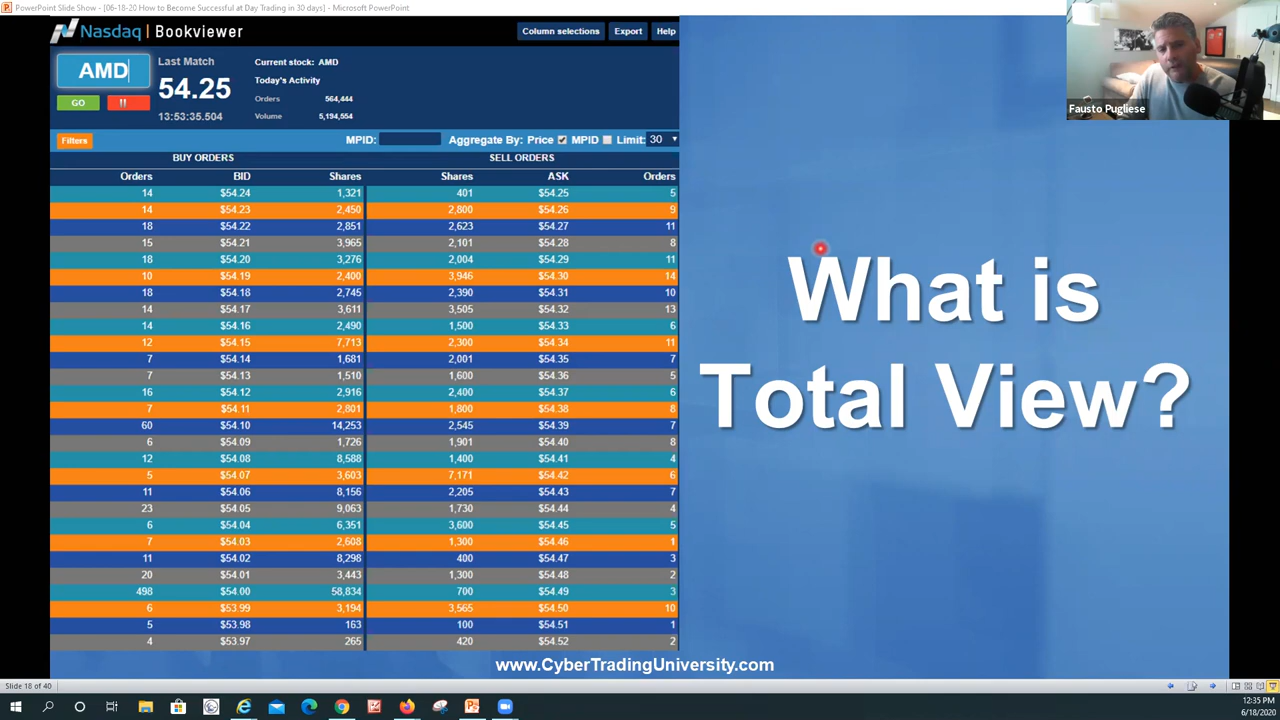 PowerPoint Slide Show - [06-18-20 How to Become Successful at Day Trading in 30 days] - Microsoft PowerPoint
Nasdaq | Bookviewer
Column selections Export Help
AMD
GO
Last Match
54.25
13:53:35.504
Current stock: AMD
Today's Activity
Orders 564,444
Volume 5,194,554
Fausto Pugliese
Filters MPID: Aggregate By: Price MPID Limit: 30
BUY ORDERS SELL ORDERS
Orders BID Shares Shares ASK Orders
14 $54.24 1,321 401 $54.25 5
14 $54.23 2,450 2,800 $54.26 9
18 $54.22 2,851 2,623 $54.27 11
15 $54.21 3,965 2,101 $54.28 8
18 $54.20 3,276 2,004 $54.29 11
10 $54.19 2,400 3,946 $54.30 14
18 $54.18 2,745 2,390 $54.31 10
14 $54.17 3,611 3,505 $54.32 13
14 $54.16 2,490 1,500 $54.33 6
12 $54.15 7,713 2,300 $54.34 11
7 $54.14 1,681 2,001 $54.35 7
7 $54.13 1,510 1,600 $54.36 5
16 $54.12 2,916 2,400 $54.37 6
7 $54.11 2,801 1,800 $54.38 8
60 $54.10 14,253 2,545 $54.39 7
6 $54.09 1,726 1,901 $54.40 8
12 $54.08 8,588 1,400 $54.41 4
5 $54.07 3,603 7,171 $54.42 6
11 $54.06 8,156 2,205 $54.43 7
23 $54.05 9,063 1,730 $54.44 4
6 $54.04 6,351 3,600 $54.45 5
7 $54.03 2,608 1,300 $54.46 1
11 $54.02 8,298 400 $54.47 3
20 $54.01 3,443 1,300 $54.48 2
498 $54.00 58,834 700 $54.49 3
6 $53.99 3,194 3,565 $54.50 10
5 $53.98 163 100 $54.51 1
4 $53.97 265 420 $54.52 2
What is
Total View?
www.CyberTradingUniversity.com
Slide 18 of 40
12:35 PM
6/18/2020